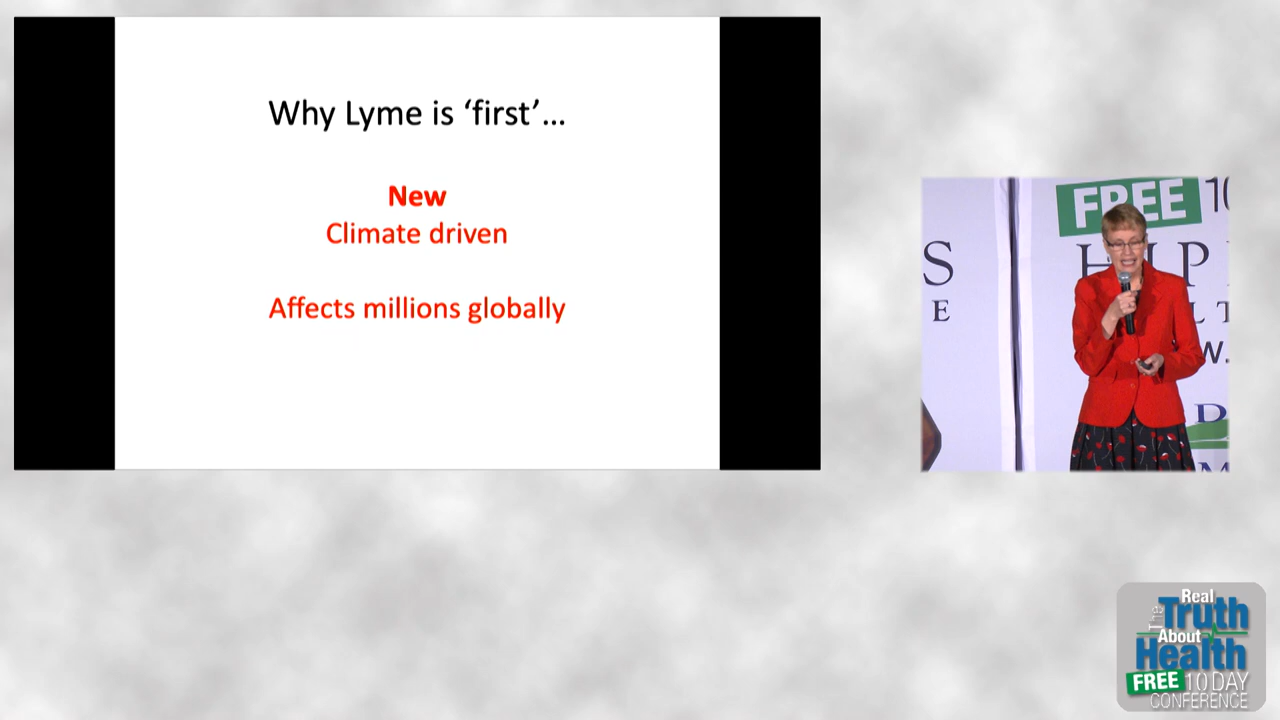 Why Lyme is ‘first’...
New
Climate driven
Affects millions globally
FREE 10
S
H I P
E
L T
w.
D
M
The Real
Truth
About
Health
FREE 10 DAY
CONFERENCE